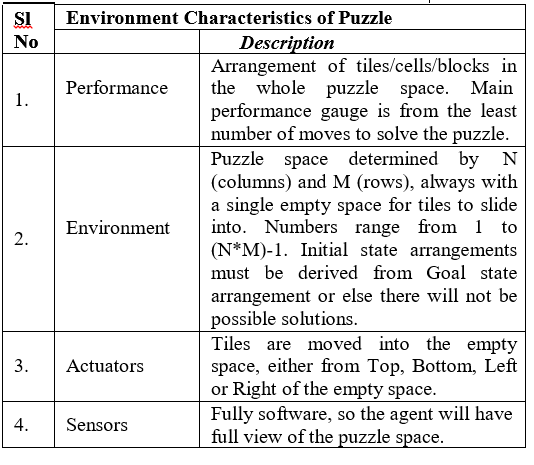 Sl
No
Environment Characteristics of Puzzle
Description
1.
Performance
Arrangement of tiles/cells/blocks in
the whole puzzle space. Main
performance gauge is from the least
number of moves to solve the puzzle.
2.
Environment
Puzzle space determined by N
(columns) and M (rows), always with
a single empty space for tiles to slide
into. Numbers range from 1 to
(N*M)-1. Initial state arrangements
must be derived from Goal state
arrangement or else there will not be
possible solutions.
3.
Actuators
Tiles are moved into the empty
space, either from Top, Bottom, Left
or Right of the empty space.
4.
Sensors
Fully software, so the agent will have
full view of the puzzle space.